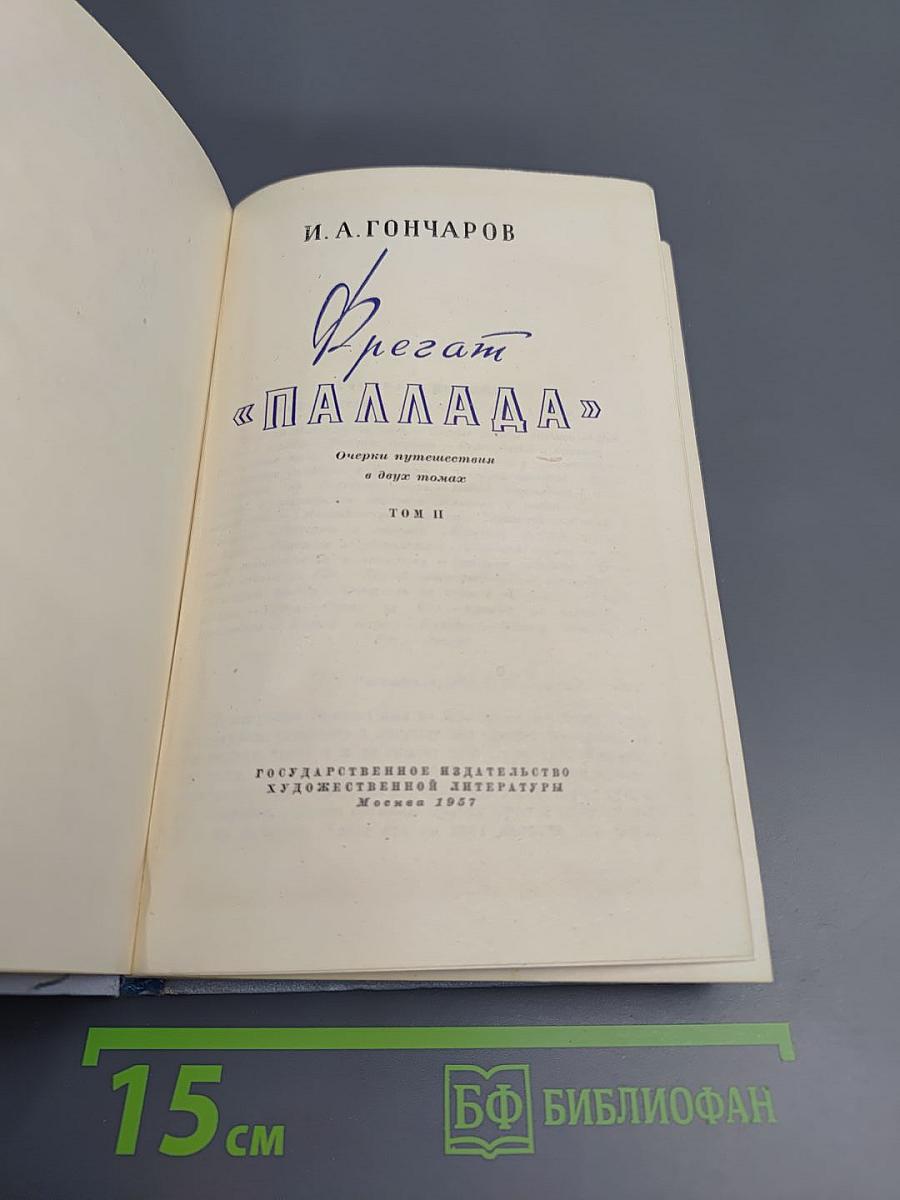 И. А. ГОНЧАРОВ
Фрегат
«ПАЛЛАДА»
Очерки путешествия
в двух томах
ТОМ II
ГОСУДАРСТВЕННОЕ ИЗДАТЕЛЬСТВО
ХУДОЖЕСТВЕННОЙ ЛИТЕРАТУРЫ
Москва 1957
15 см
БФ БИБЛИОФАН